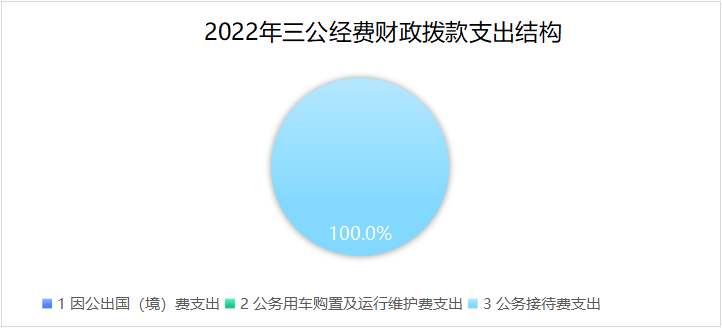 2022年三公经费财政拨款支出结构
100.0%
1 因公出国（境）费支出 2 公务用车购置及运行维护费支出 3 公务接待费支出